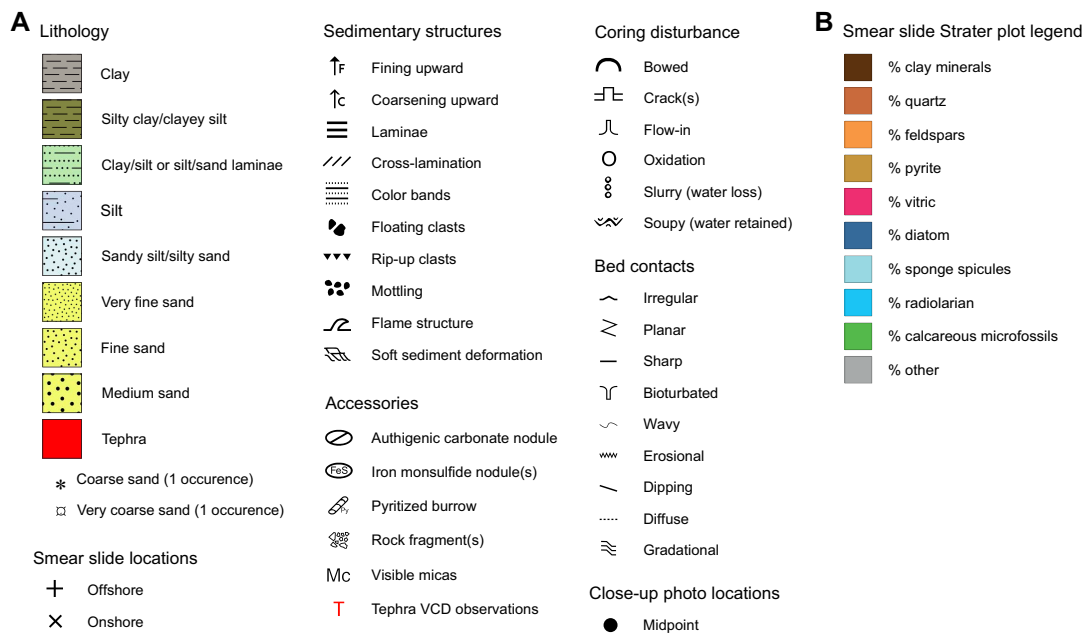 A
Lithology
Clay
Silty clay/clayey silt
Clay/silt or silt/sand laminae
Silt
Sandy silt/silty sand
Very fine sand
Fine sand
Medium sand
Tephra
* Coarse sand (1 occurence)
¤ Very coarse sand (1 occurence)
Smear slide locations
Offshore
Onshore
Sedimentary structures
F Fining upward
C Coarsening upward
Laminae
Cross-lamination
Color bands
Floating clasts
Rip-up clasts
Mottling
Flame structure
Soft sediment deformation
Accessories
Authigenic carbonate nodule
FeS Iron monsulfide nodule(s)
Py Pyritized burrow
Rock fragment(s)
Mc Visible micas
T Tephra VCD observations
Coring disturbance
Bowed
Crack(s)
Flow-in
O Oxidation
Slurry (water loss)
Soupy (water retained)
Bed contacts
Irregular
Planar
Sharp
Bioturbated
Wavy
Erosional
Dipping
Diffuse
Gradational
Close-up photo locations
Midpoint
B
Smear slide Strater plot legend
% clay minerals
% quartz
% feldspars
% pyrite
% vitric
% diatom
% sponge spicules
% radiolarian
% calcareous microfossils
% other